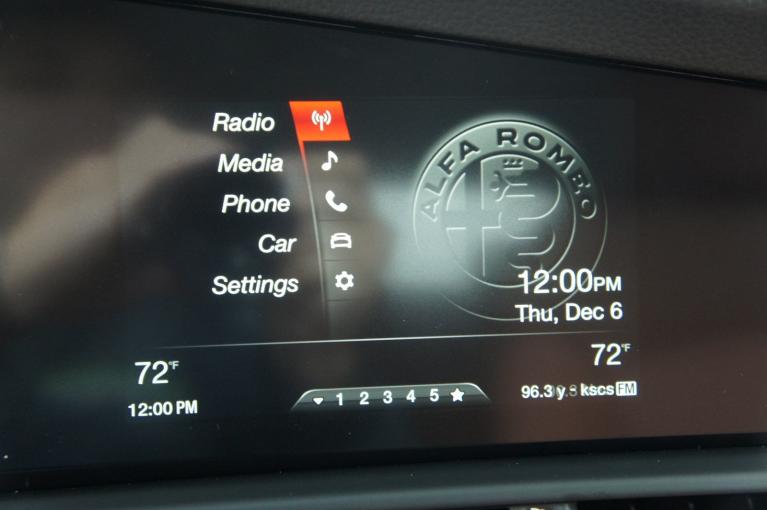 Radio
Media
Phone
Car
Settings
ALFA ROMEO
12:00PM
Thu, Dec 6
72°F
72°F
12:00 PM
1 2 3 4 5
96.3 kscs FM